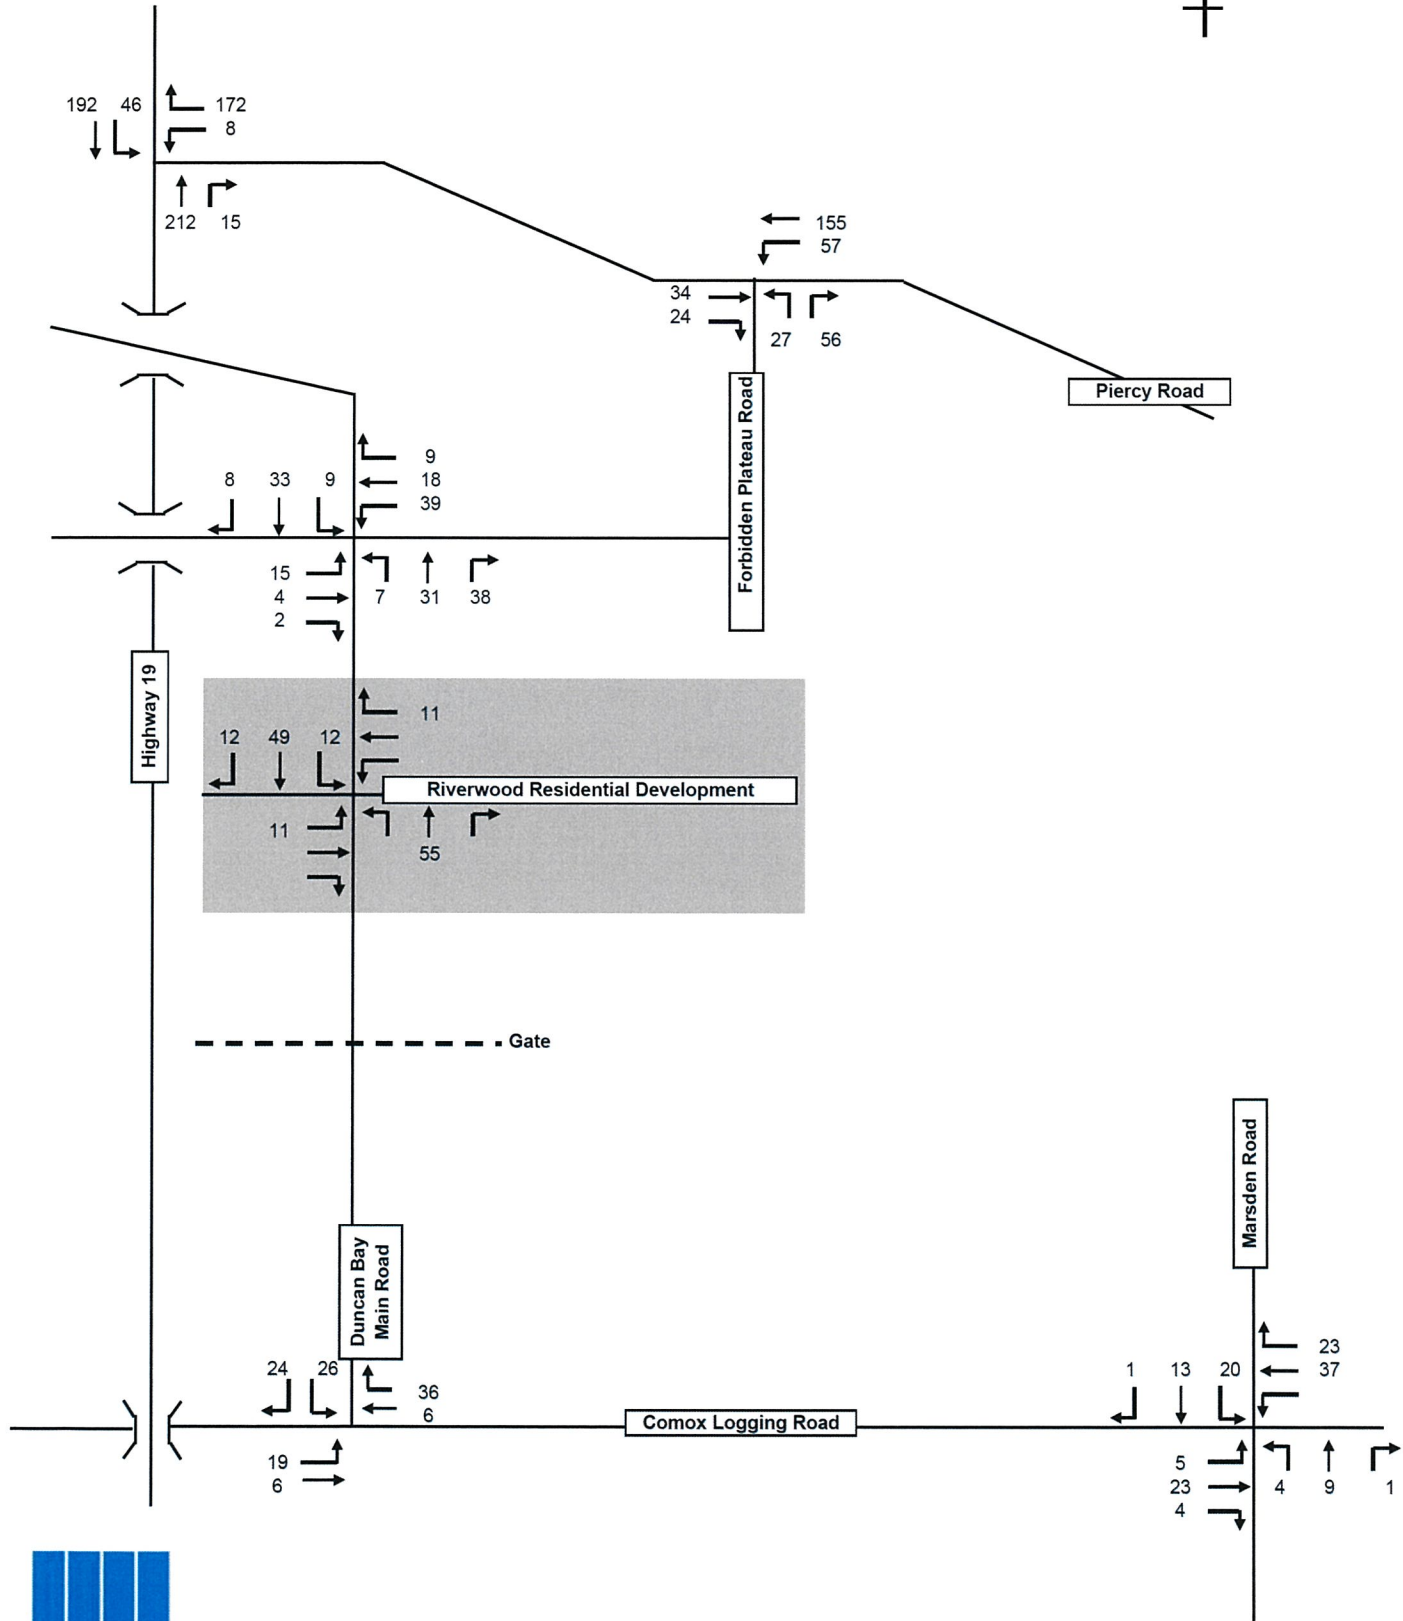 192 46 172
8
212 15
155
57
34
24
27 56
Piercy Road
Forbidden Plateau Road
9
8 33 9 18
39
15
4 7 31 38
2
Highway 19
11
12 49 12
Riverwood Residential Development
11
55
Gate
Marsden Road
Duncan Bay
Main Road
24 26
36
6
Comox Logging Road
19
6
23
1 13 20 37
5
23 4 9 1
4